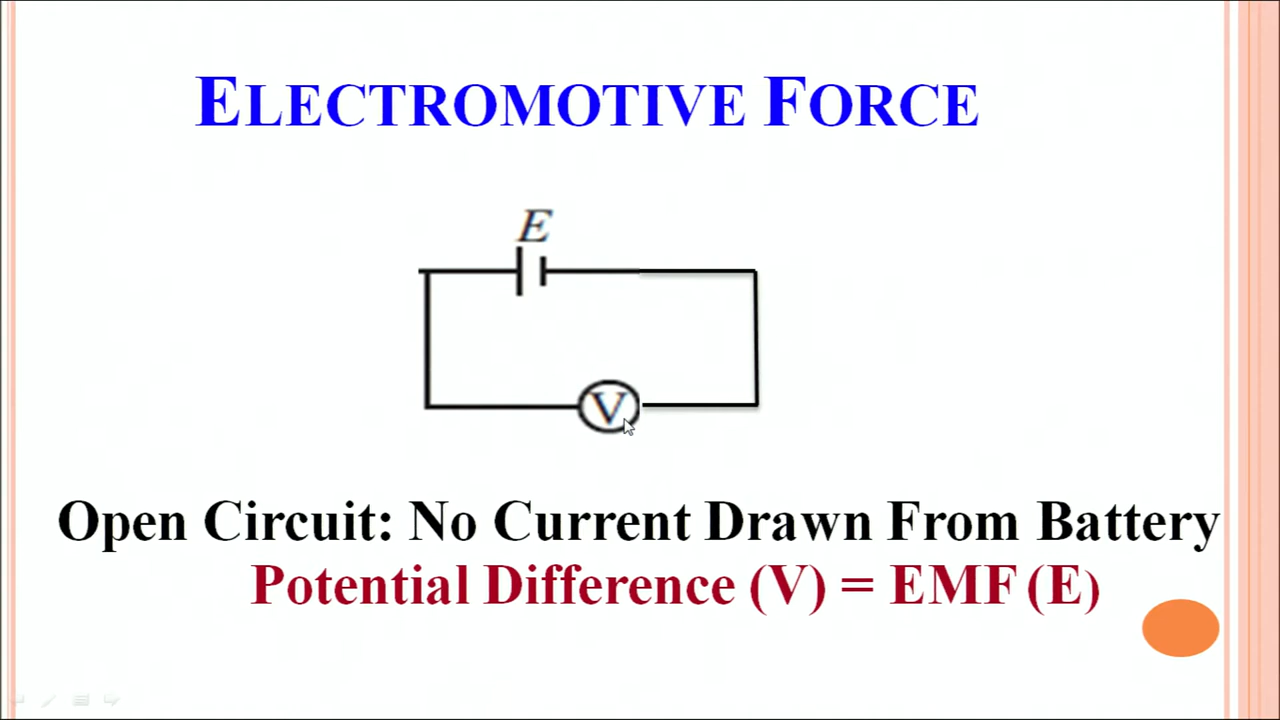 ELECTROMOTIVE FORCE
E
V
Open Circuit: No Current Drawn From Battery
Potential Difference (V) = EMF (E)